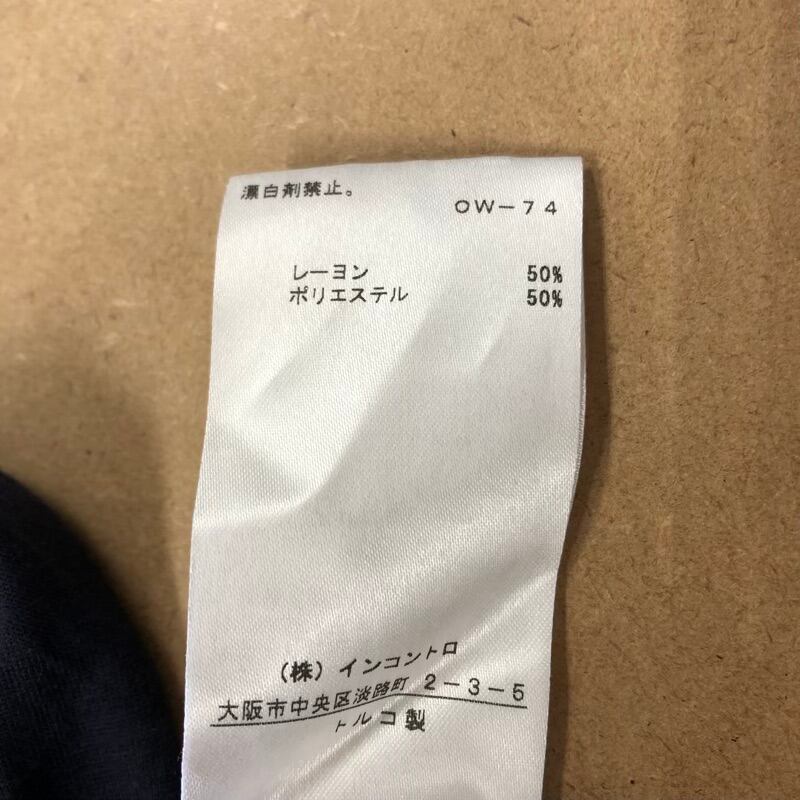 漂白剤禁止。
OW-74
レーヨン 50%
ポリエステル 50%
(株)インコントロ
大阪市中央区淡路町 2-3-5
トルコ製